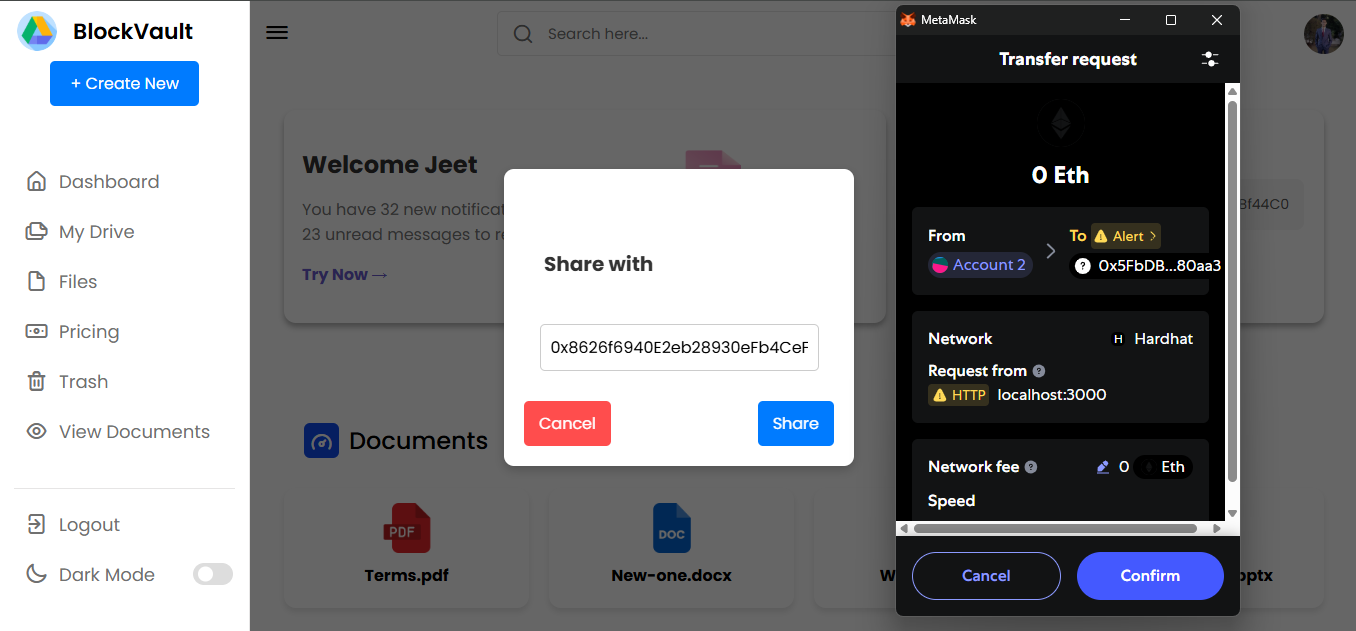 BlockVault
+ Create New
Dashboard
My Drive
Files
Pricing
Trash
View Documents
Logout
Dark Mode
Search here...
Welcome Jeet
You have 32 new notificat
23 unread messages to re
Try Now →
8f44C0
Share with
0x8626f6940E2eb28930eFb4CeF
Cancel
Share
Documents
PDF
Terms.pdf
DOC
New-one.docx
W
pptx
MetaMask
Transfer request
0 Eth
From
To Alert >
Account 2
0x5FbDB...80aa3
Network
H Hardhat
Request from ?
HTTP localhost:3000
Network fee ?
0 Eth
Speed
Cancel
Confirm